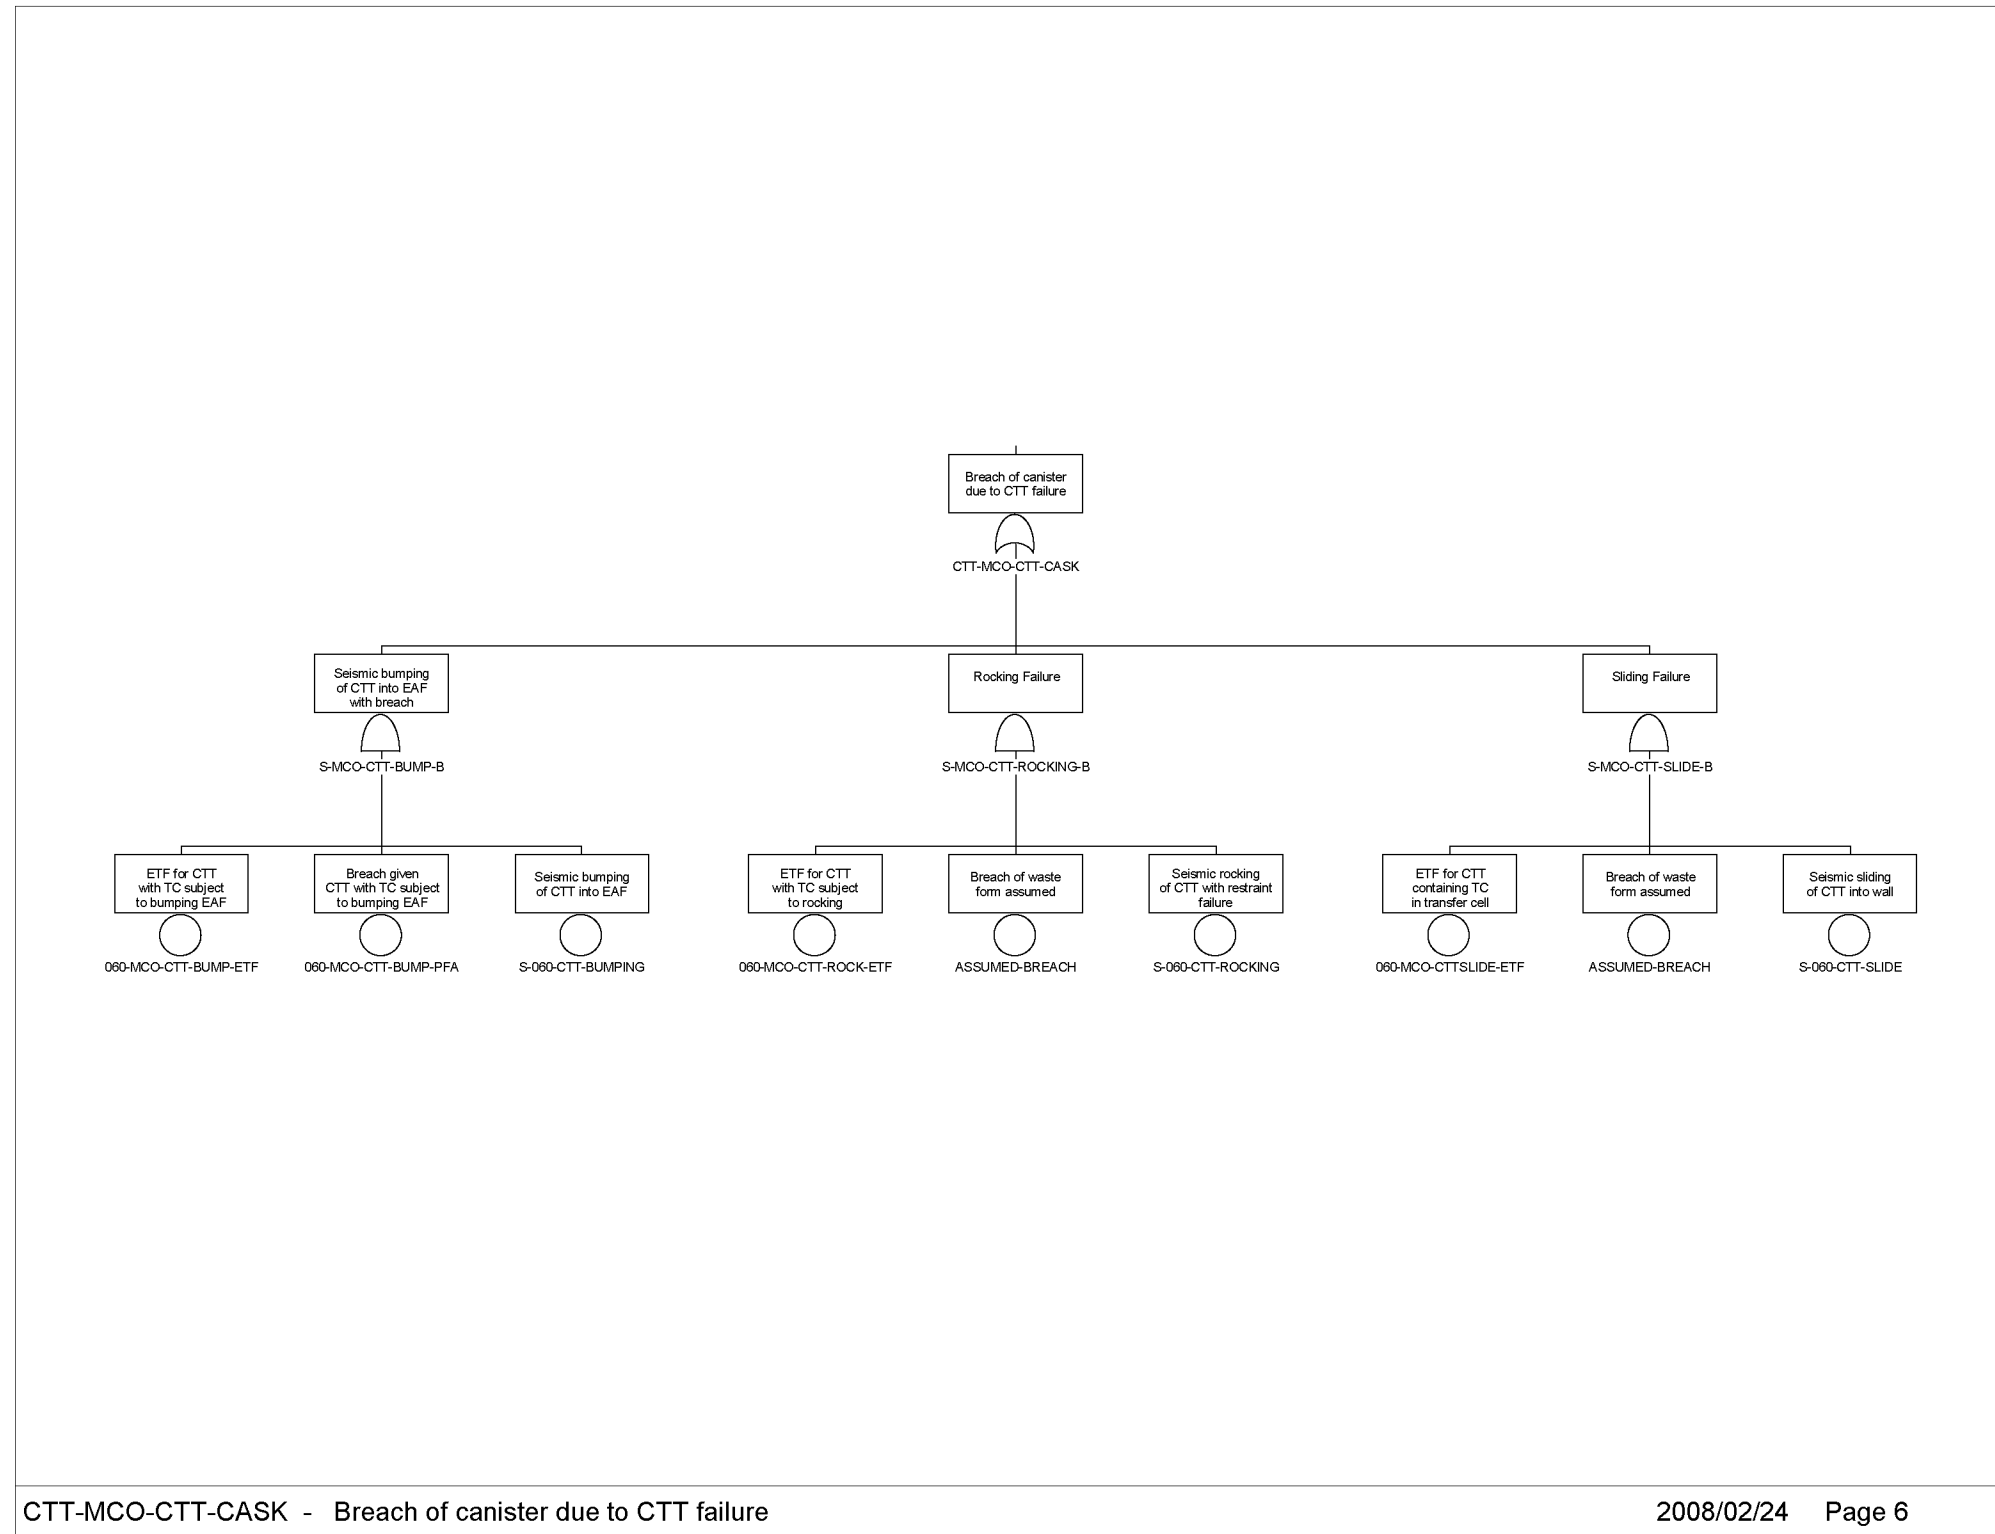 Breach of canister
due to CTT failure
CTT-MCO-CTT-CASK
Seismic bumping
of CTT into EAF
with breach
S-MCO-CTT-BUMP-B
Rocking Failure
S-MCO-CTT-ROCKING-B
Sliding Failure
S-MCO-CTT-SLIDE-B
ETF for CTT
with TC subject
to bumping EAF
060-MCO-CTT-BUMP-ETF
Breach given
CTT with TC subject
to bumping EAF
060-MCO-CTT-BUMP-PFA
Seismic bumping
of CTT into EAF
S-060-CTT-BUMPING
ETF for CTT
with TC subject
to rocking
060-MCO-CTT-ROCK-ETF
Breach of waste
form assumed
ASSUMED-BREACH
Seismic rocking
of CTT with restraint
failure
S-060-CTT-ROCKING
ETF for CTT
containing TC
in transfer cell
060-MCO-CTTSLIDE-ETF
Breach of waste
form assumed
ASSUMED-BREACH
Seismic sliding
of CTT into wall
S-060-CTT-SLIDE
CTT-MCO-CTT-CASK - Breach of canister due to CTT failure
2008/02/24 Page 6